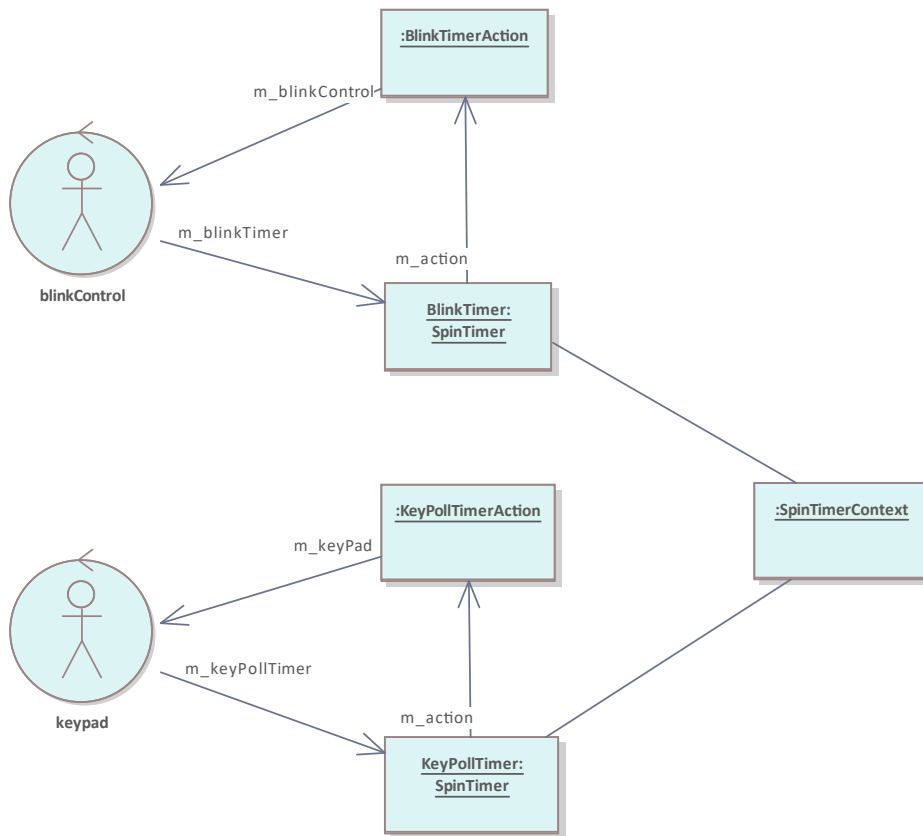 :BlinkTimerAction
m_blinkControl
m_blinkTimer
m_action
blinkControl
BlinkTimer:
SpinTimer
:KeyPollTimerAction
:SpinTimerContext
m_keyPad
m_keyPollTimer
m_action
keypad
KeyPollTimer:
SpinTimer